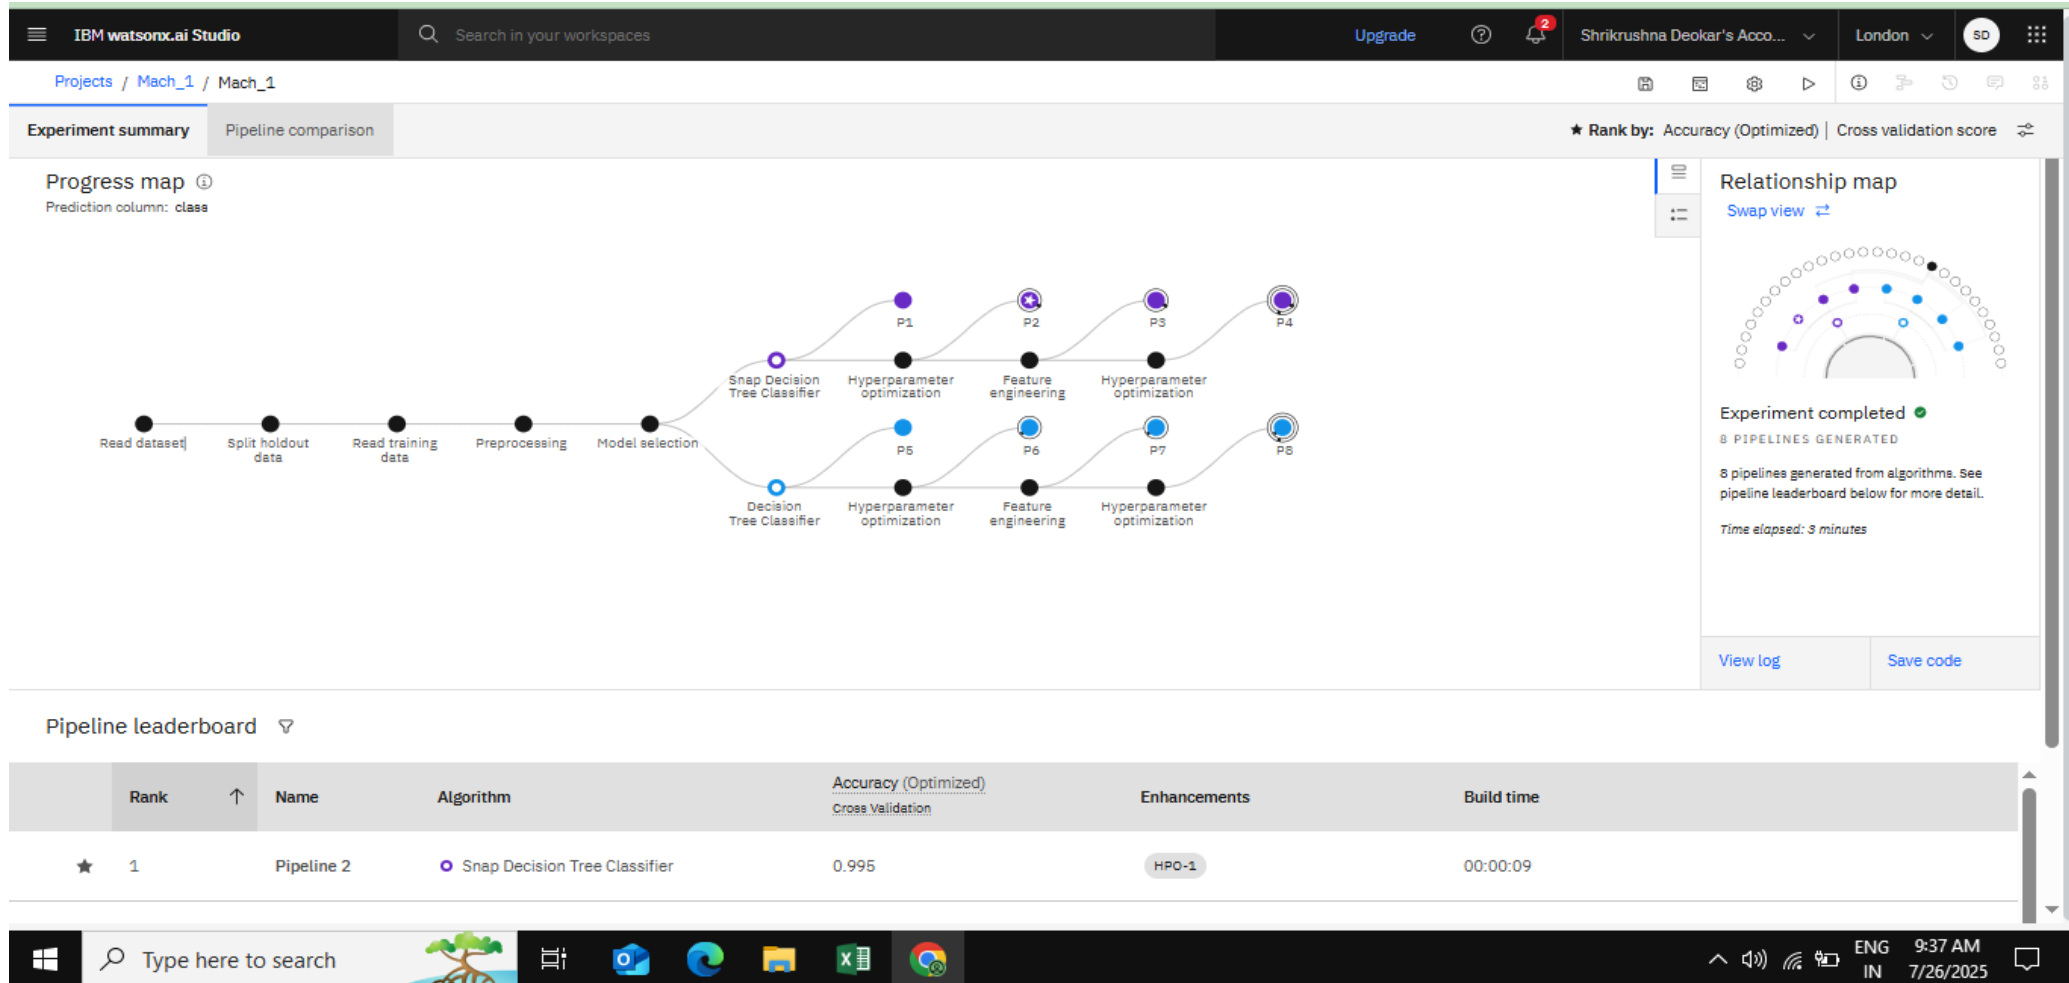 IBM watsonx.ai Studio
Search in your workspaces
Upgrade
2
Shrikrushna Deokar's Acco...
London
SD
Projects / Mach_1 / Mach_1
Experiment summary
Pipeline comparison
★ Rank by: Accuracy (Optimized) | Cross validation score
Progress map
Prediction column: class
Relationship map
Swap view
P1
P2
P3
P4
Snap Decision
Tree Classifier
Hyperparameter
optimization
Feature
engineering
Hyperparameter
optimization
Read dataset
Split holdout
data
Read training
data
Preprocessing
Model selection
P5
P6
P7
P8
Decision
Tree Classifier
Hyperparameter
optimization
Feature
engineering
Hyperparameter
optimization
Experiment completed
8 PIPELINES GENERATED
8 pipelines generated from algorithms. See
pipeline leaderboard below for more detail.
Time elapsed: 3 minutes
View log
Save code
Pipeline leaderboard
Rank
Name
Algorithm
Accuracy (Optimized)
Cross Validation
Enhancements
Build time
★ 1
Pipeline 2
Snap Decision Tree Classifier
0.995
HPO-1
00:00:09
Type here to search
ENG
IN
9:37 AM
7/26/2025